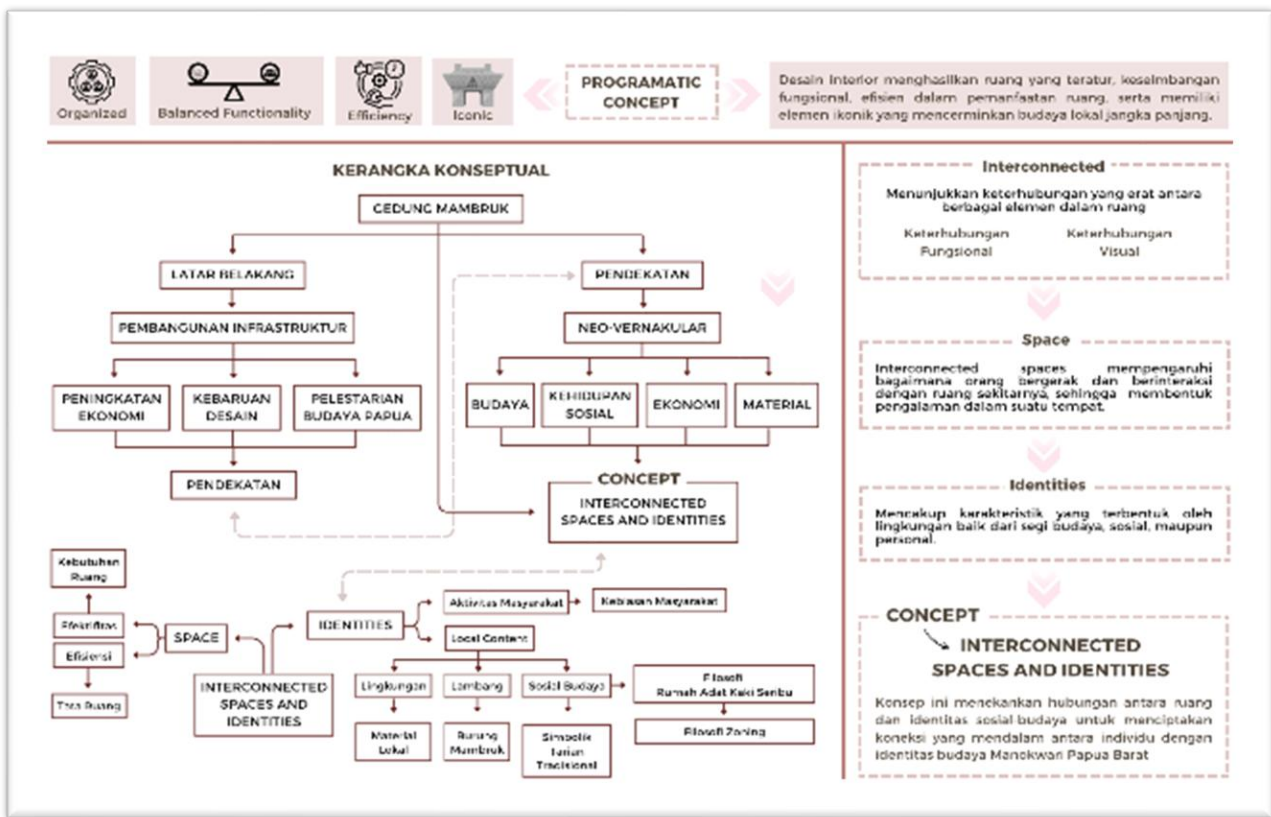 Organized
Balanced Functionality
Efficiency
Iconic
PROGRAMATIC
CONCEPT
Desain Interior menghasilkan ruang yang teratur, keseimbangan
fungsional, efisien dalam pemanfaatan ruang, serta memiliki
elemen ikonik yang mencerminkan budaya lokal jangka panjang.
KERANGKA KONSEPTUAL
GEDUNG MAMBRUK
LATAR BELAKANG
PENDEKATAN
PEMBANGUNAN INFRASTRUKTUR
NEO-VERNAKULAR
PENINGKATAN
EKONOMI
KEBARUAN
DESAIN
PELESTARIAN
BUDAYA PAPUA
BUDAYA
KEHIDUPAN
SOSIAL
EKONOMI
MATERIAL
PENDEKATAN
CONCEPT
INTERCONNECTED
SPACES AND IDENTITIES
Kebutuhan
Ruang
Efektifitas
Efisiensi
Tata Ruang
SPACE
INTERCONNECTED
SPACES AND
IDENTITIES
IDENTITIES
Aktivitas Masyarakat
Kebiasan Masyarakat
Local Content
Lingkungan
Lambang
Sosial Budaya
Filosofi
Rumah Adat Kaki Seribu
Filosofi Zoning
Material
Lokal
Burung
Mambruk
Simbolik
Tarian
Tradisional
Interconnected
Menunjukkan keterhubungan yang erat antara
berbagai elemen dalam ruang
Keterhubungan
Fungsional
Keterhubungan
Visual
Space
Interconnected spaces mempengaruhi
bagaimana orang bergerak dan berinteraksi
dengan ruang sekitarnya, sehingga membentuk
pengalaman dalam suatu tempat.
Identities
Mencakup karakteristik yang terbentuk oleh
lingkungan baik dari segi budaya, sosial, maupun
personal.
CONCEPT
INTERCONNECTED
SPACES AND IDENTITIES
Konsep ini menekankan hubungan antara ruang
dan identitas sosial-budaya untuk menciptakan
koneksi yang mendalam antara individu dengan
identitas budaya Manokwari Papua Barat